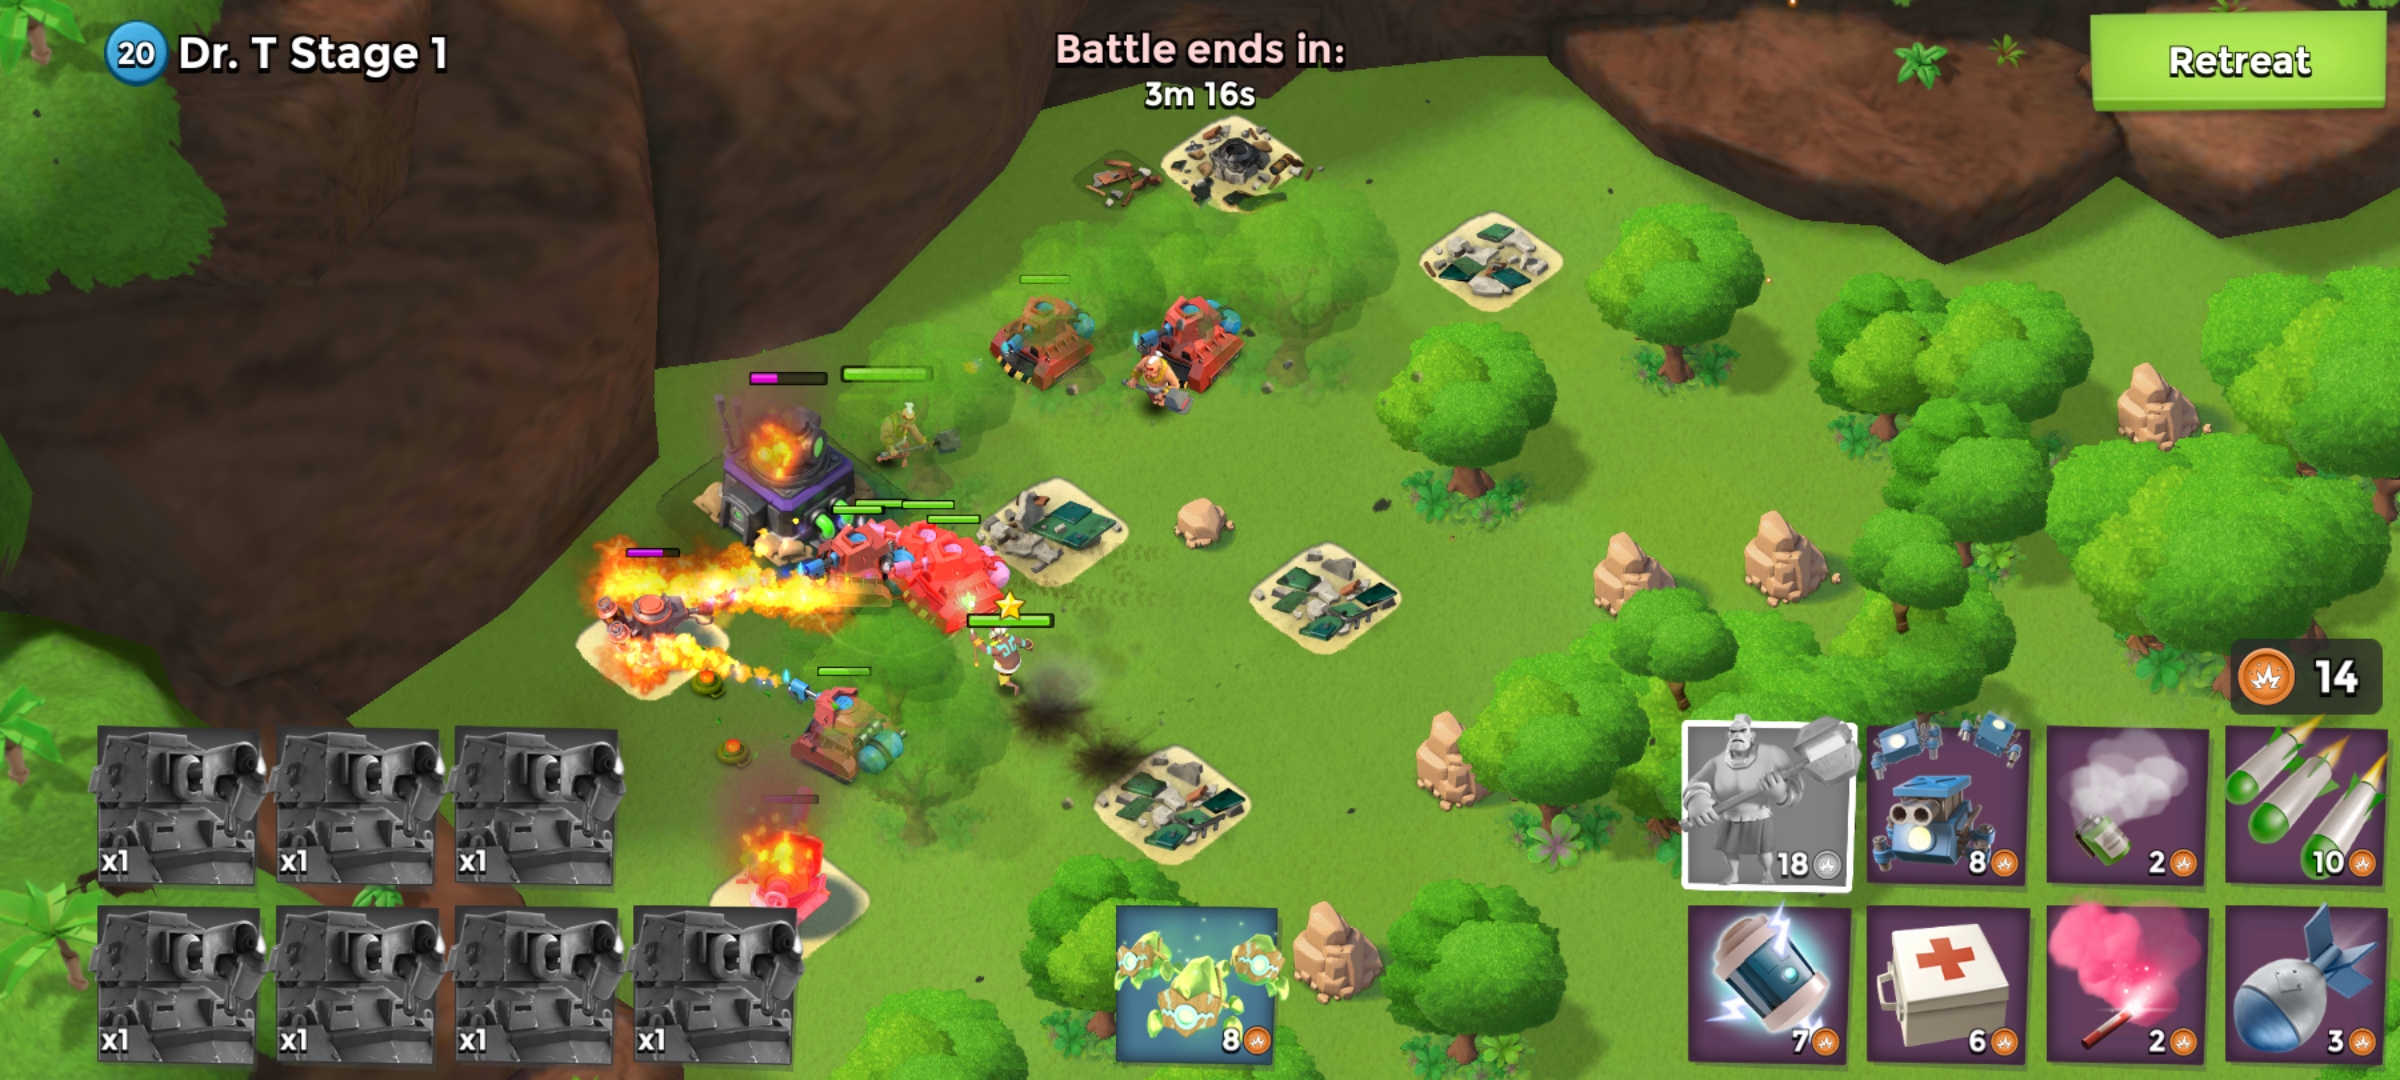 20 Dr. T Stage 1
Battle ends in:
3m 16s
Retreat
14
x1 x1 x1
18 8 2 10
x1 x1 x1 x1
8
7 6 2 3